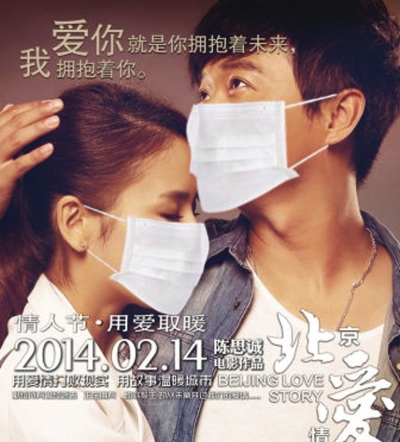 爱你就是你拥抱着未来，
我拥抱着你。
情人节·用爱取暖
2014.02.14
陈思诚
电影作品
北京
爱情
BEIJING LOVE
STORY
用爱情打败现实 用故事温暖城市